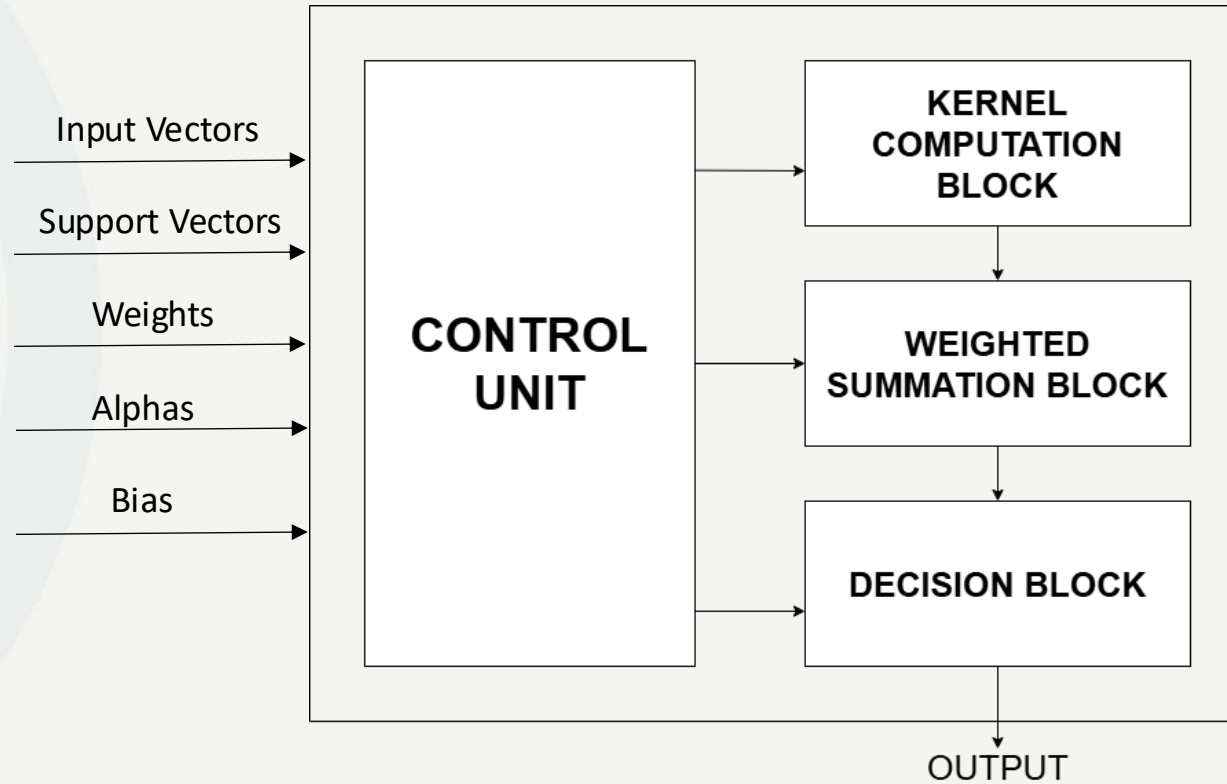 Input Vectors
Support Vectors
Weights
Alphas
Bias
CONTROL
UNIT
KERNEL
COMPUTATION
BLOCK
WEIGHTED
SUMMATION BLOCK
DECISION BLOCK
OUTPUT